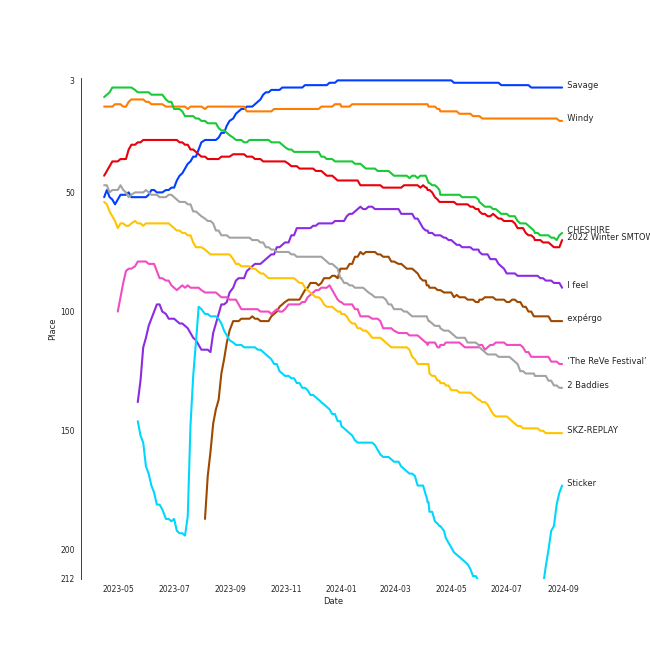 3
50
100
150
200
212
Place
2023-05
2023-07
2023-09
2023-11
2024-01
2024-03
2024-05
2024-07
2024-09
Date
Savage
Windy
CHESHIRE
2022 Winter SMTOW
I feel
expérgo
'The ReVe Festival'
2 Baddies
SKZ-REPLAY
Sticker